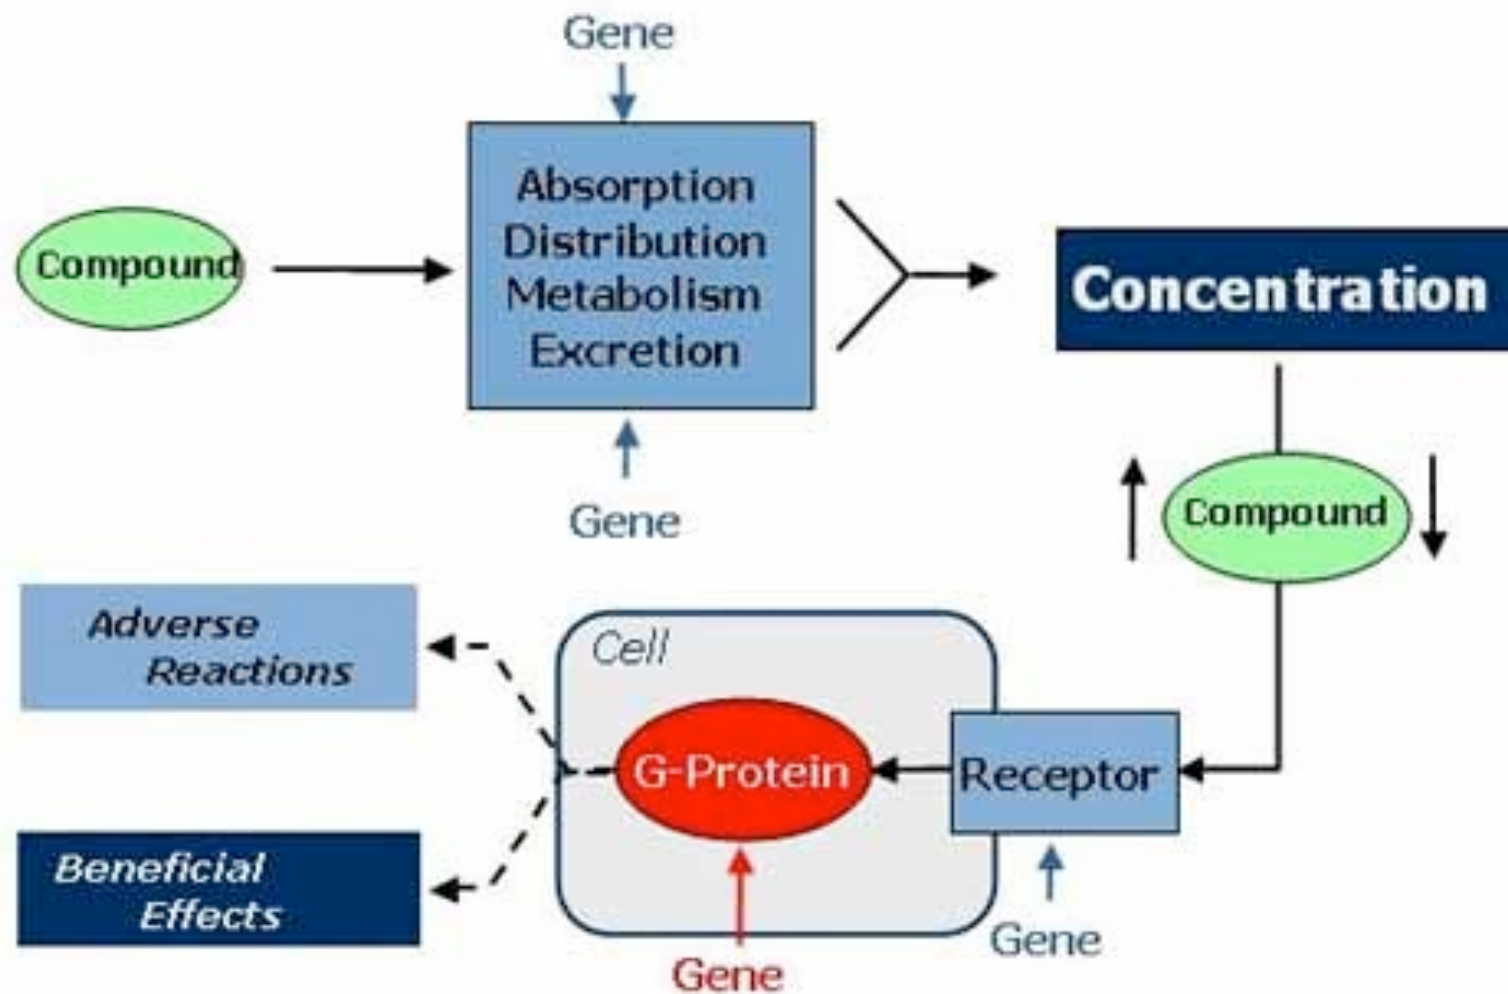 Gene
Compound
Absorption
Distribution
Metabolism
Excretion
Concentration
Gene
Compound
Adverse
Reactions
Cell
G-Protein
Receptor
Beneficial
Effects
Gene
Gene